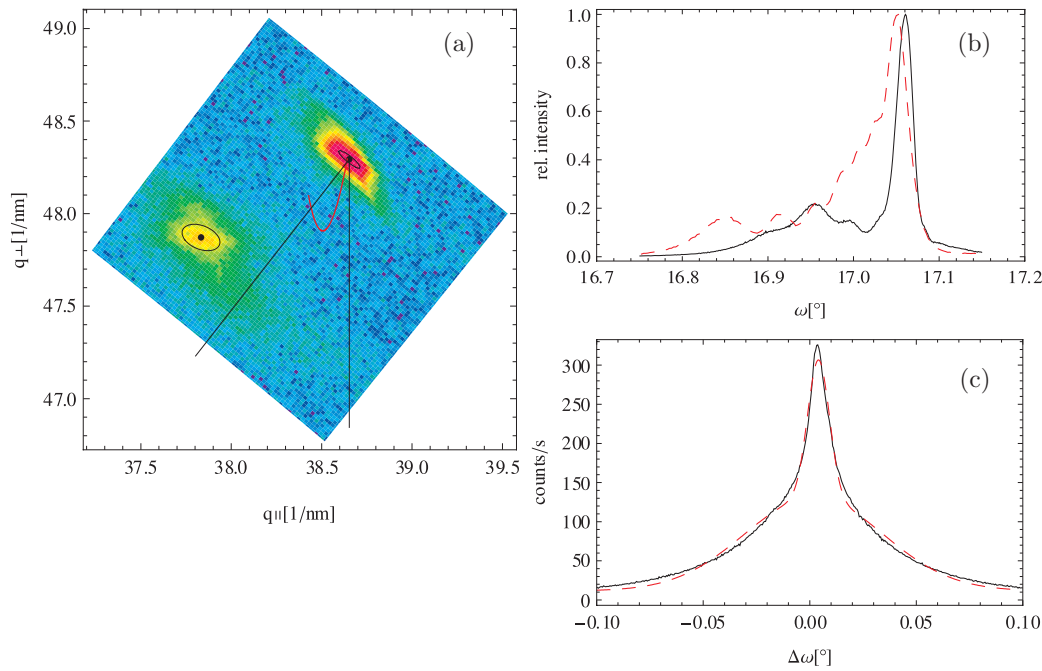 (a)
49.0
48.5
48.0
47.5
47.0
q⊥[1/nm]
37.5 38.0 38.5 39.0 39.5
q∥[1/nm]
(b)
1.0
0.8
0.6
0.4
0.2
0.0
rel. intensity
16.7 16.8 16.9 17.0 17.1 17.2
ω[°]
(c)
300
250
200
150
100
50
0
counts/s
−0.10 −0.05 0.00 0.05 0.10
Δω[°]